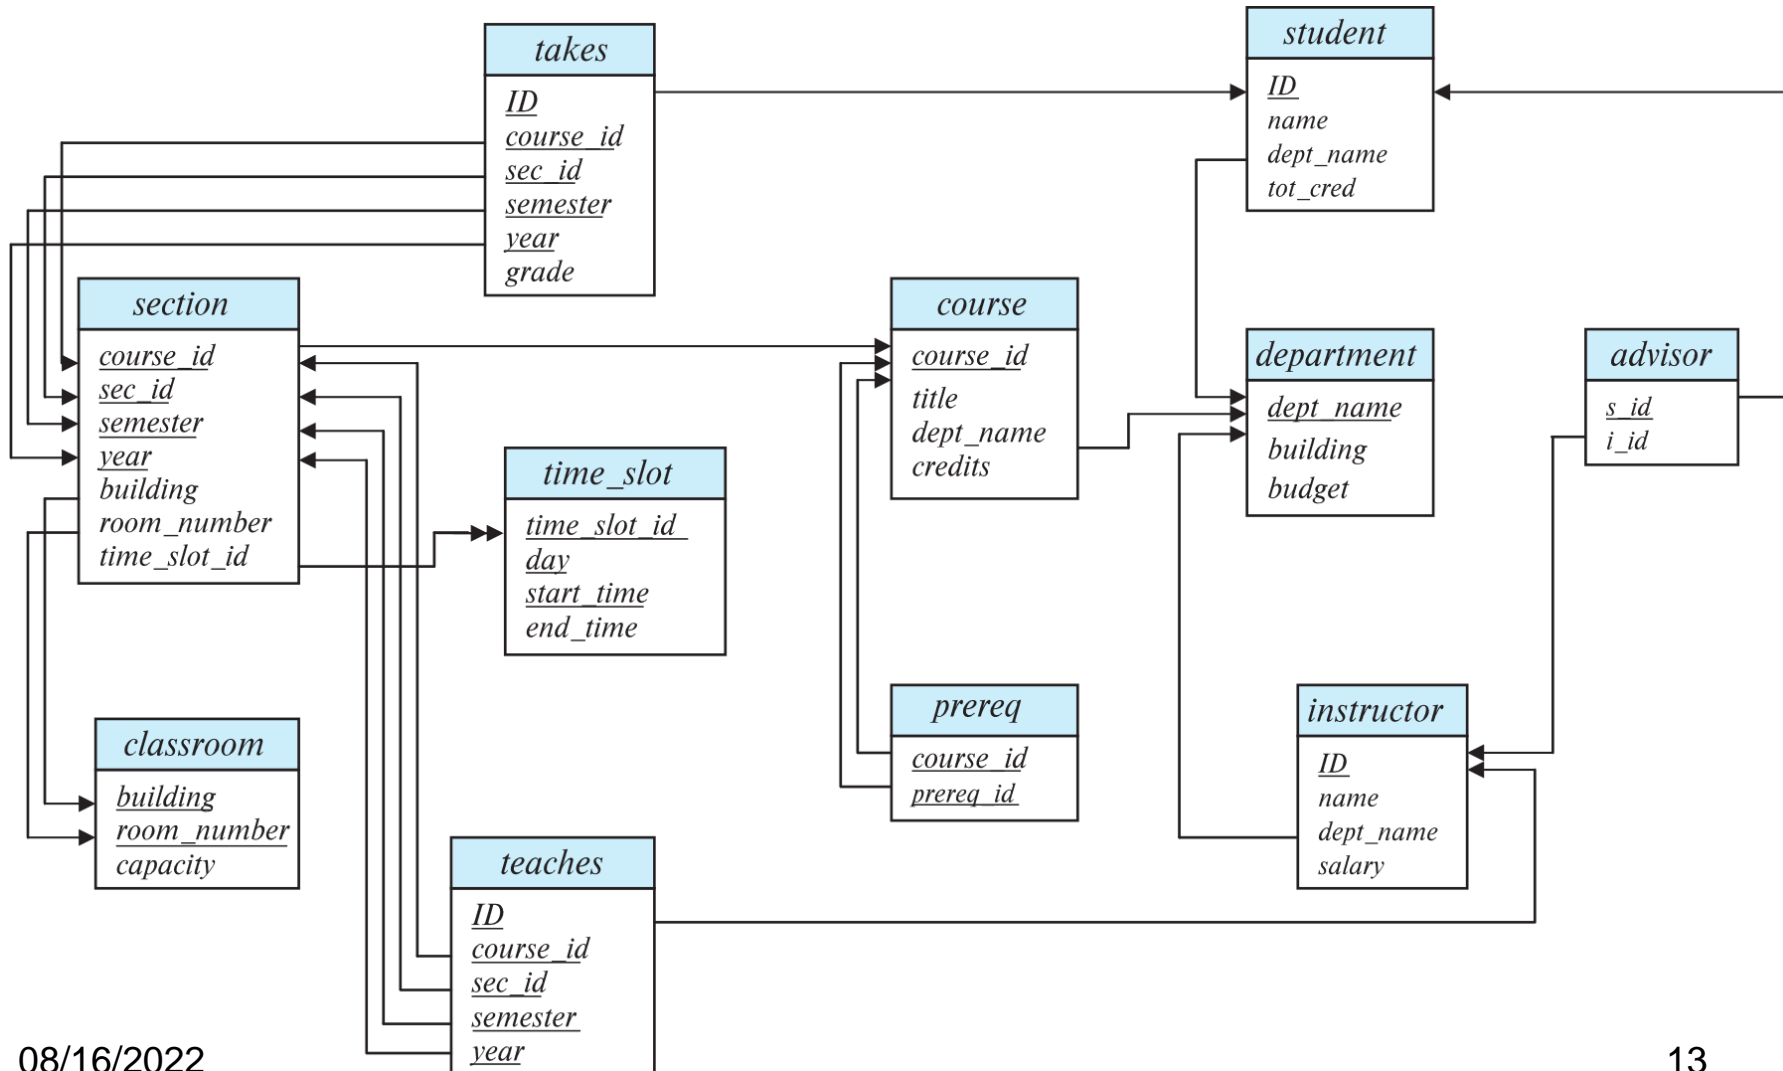 takes
ID
course_id
sec_id
semester
year
grade
student
ID
name
dept_name
tot_cred
section
course_id
sec_id
semester
year
building
room_number
time_slot_id
time_slot
time_slot_id
day
start_time
end_time
course
course_id
title
dept_name
credits
department
dept_name
building
budget
advisor
s_id
i_id
classroom
building
room_number
capacity
prereq
course_id
prereq_id
instructor
ID
name
dept_name
salary
teaches
ID
course_id
sec_id
semester
year
08/16/2022
13